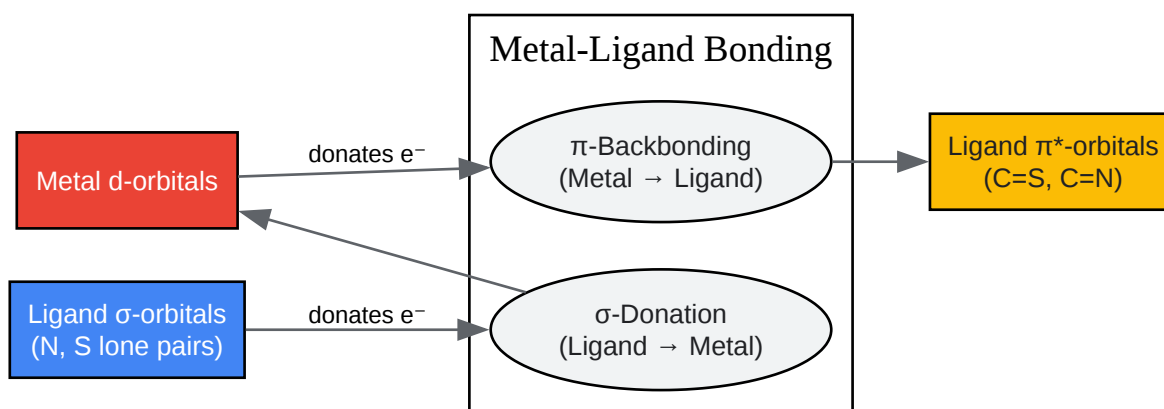 Metal-Ligand Bonding
Metal d-orbitals
donates e⁻
π-Backbonding
(Metal → Ligand)
Ligand π*-orbitals
(C=S, C=N)
Ligand σ-orbitals
(N, S lone pairs)
donates e⁻
σ-Donation
(Ligand → Metal)